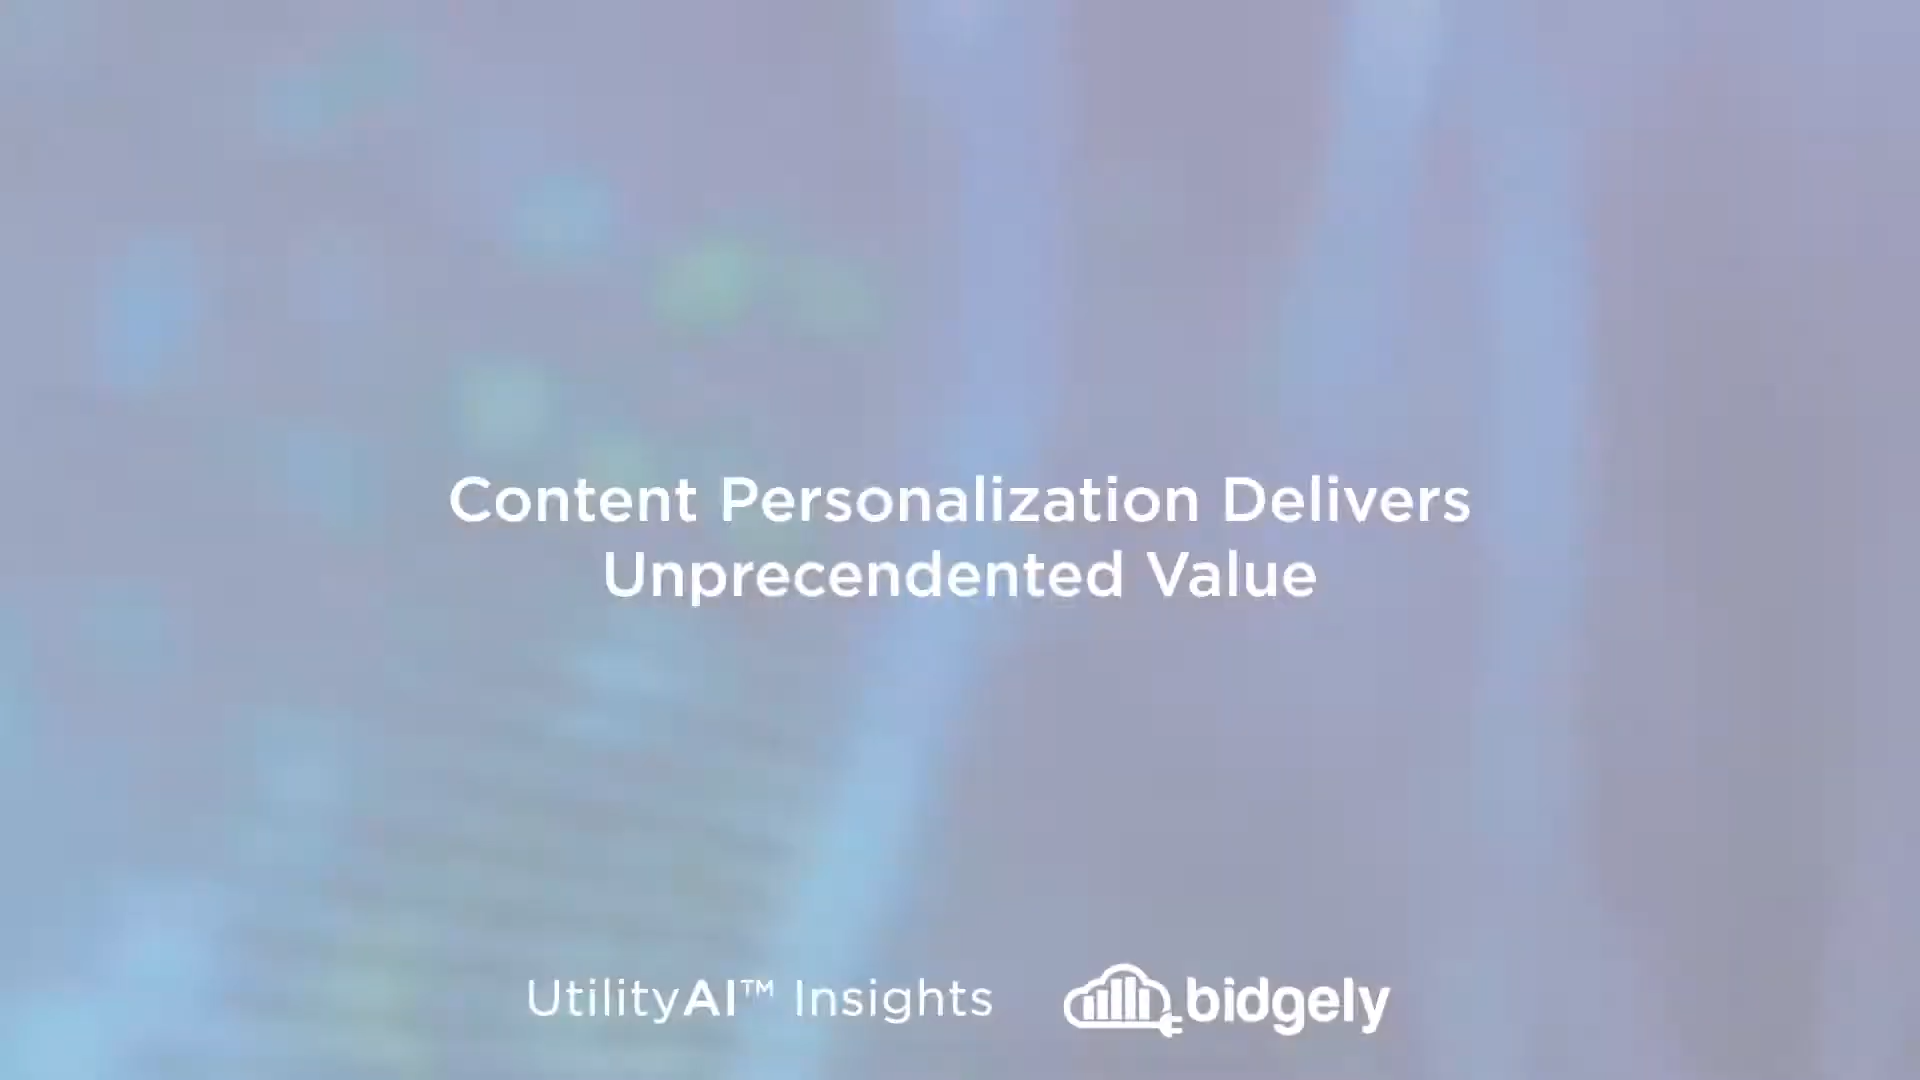 Content Personalization Delivers
Unprecendented Value
UtilityAI™ Insights
bidgely